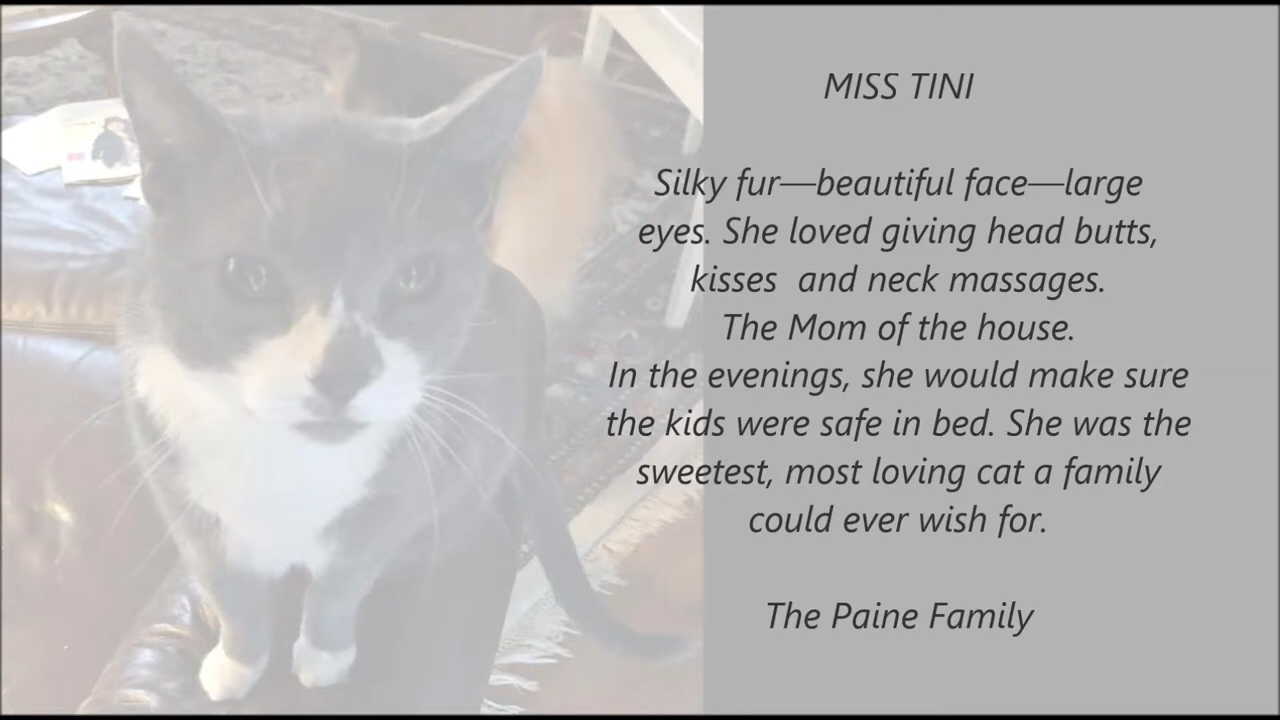 MISS TINI
Silky fur—beautiful face—large
eyes. She loved giving head butts,
kisses  and neck massages.
The Mom of the house.
In the evenings, she would make sure
the kids were safe in bed. She was the
sweetest, most loving cat a family
could ever wish for.
The Paine Family